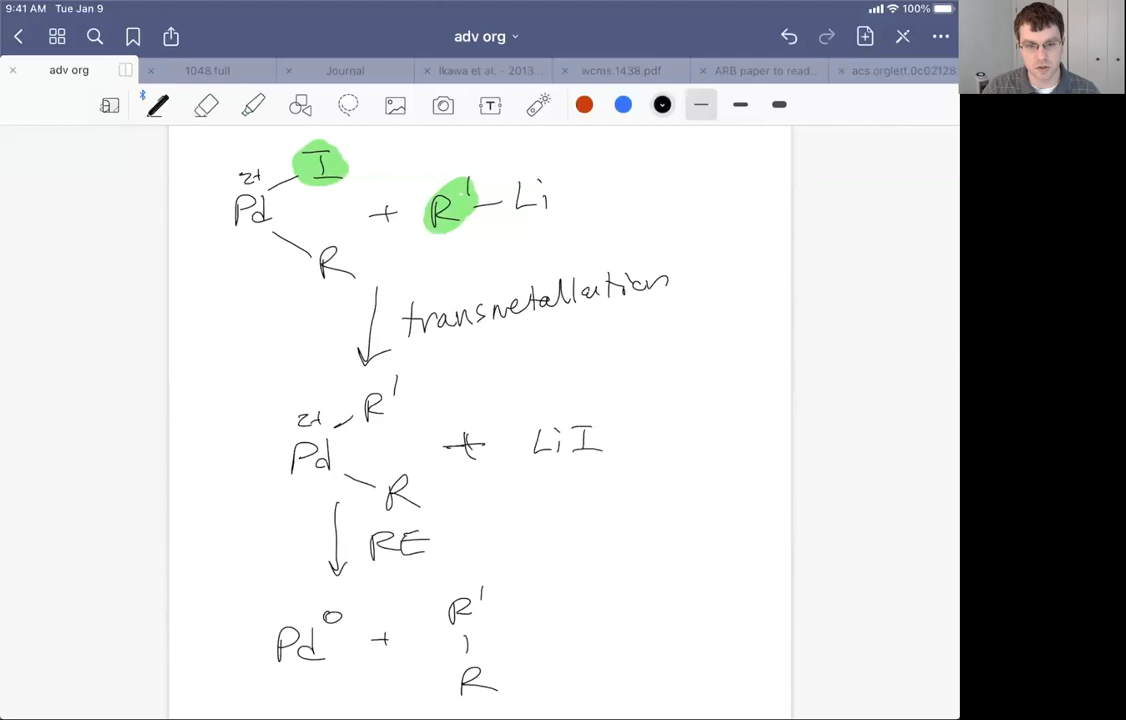 9:41 AM Tue Jan 9
100%
adv org
adv org
1048.full
Journal
Ikawa et al. - 2013...
wcms.1438.pdf
ARB paper to read...
acs.orglett.0c02128
T
2+
I
Pd + R' – Li
R
transmetallation
2+ R'
Pd + LiI
R
RE
Pd⁰ + R'
R